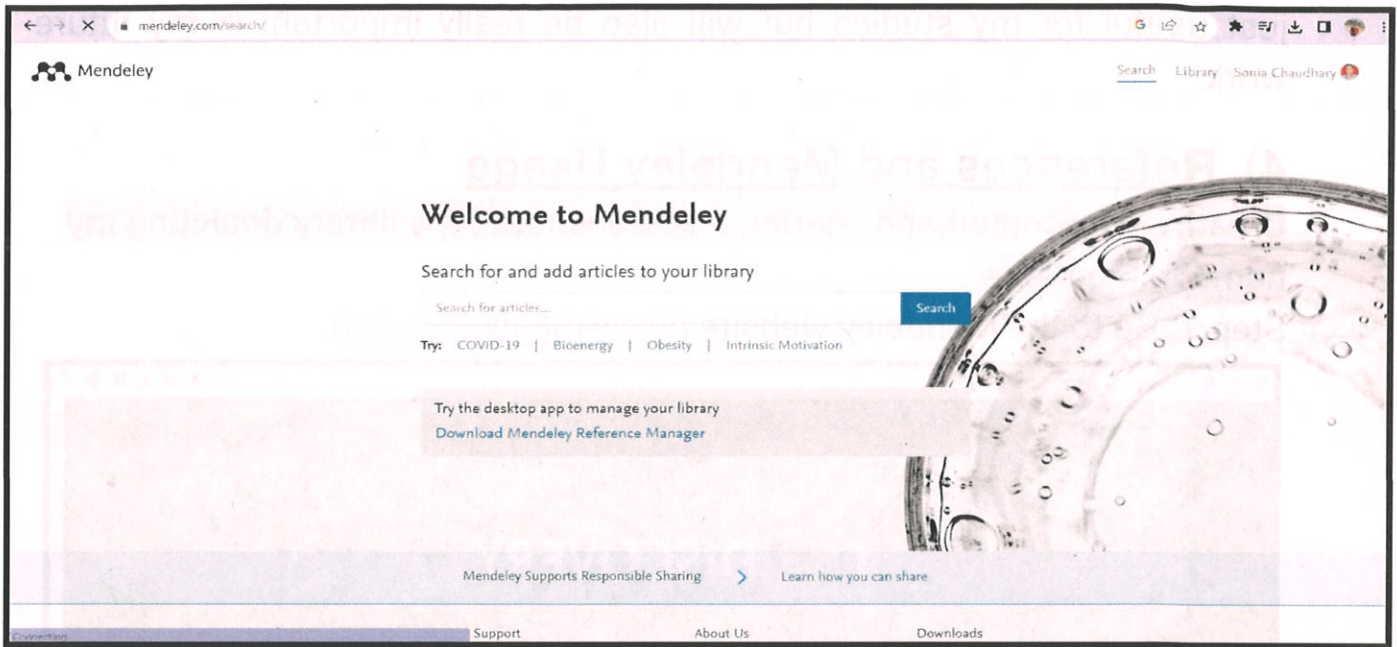 mendeley.com/search/
Mendeley
Search Library Sonia Chaudhary
Welcome to Mendeley
Search for and add articles to your library
Search for articles...
Search
Try: COVID-19 | Bioenergy | Obesity | Intrinsic Motivation
Try the desktop app to manage your library
Download Mendeley Reference Manager
Mendeley Supports Responsible Sharing > Learn how you can share
Connecting
Support About Us Downloads